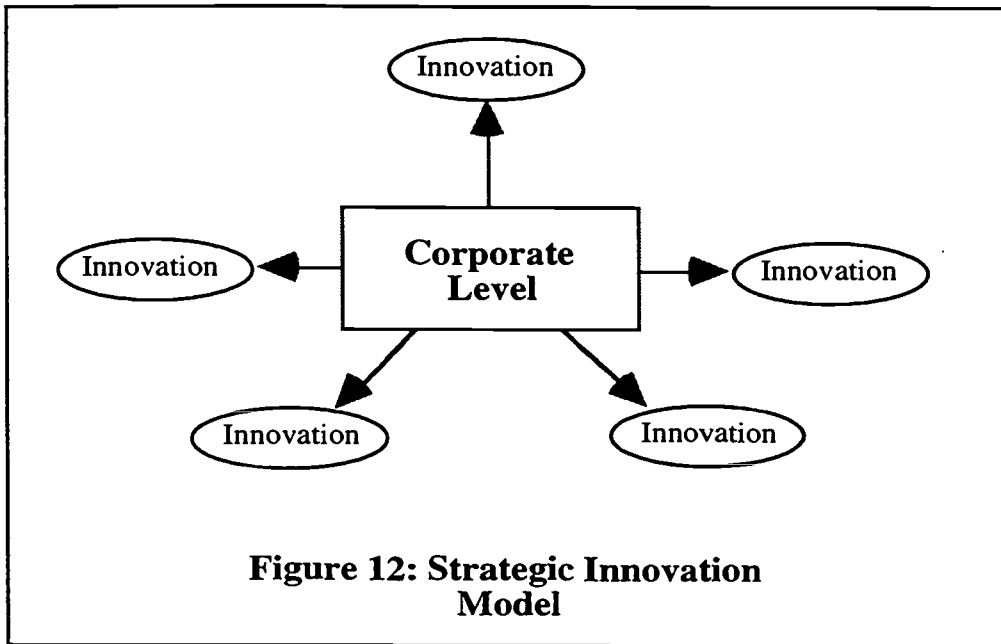 Innovation
Innovation
Corporate
Level
Innovation
Innovation
Innovation
Figure 12: Strategic Innovation
Model